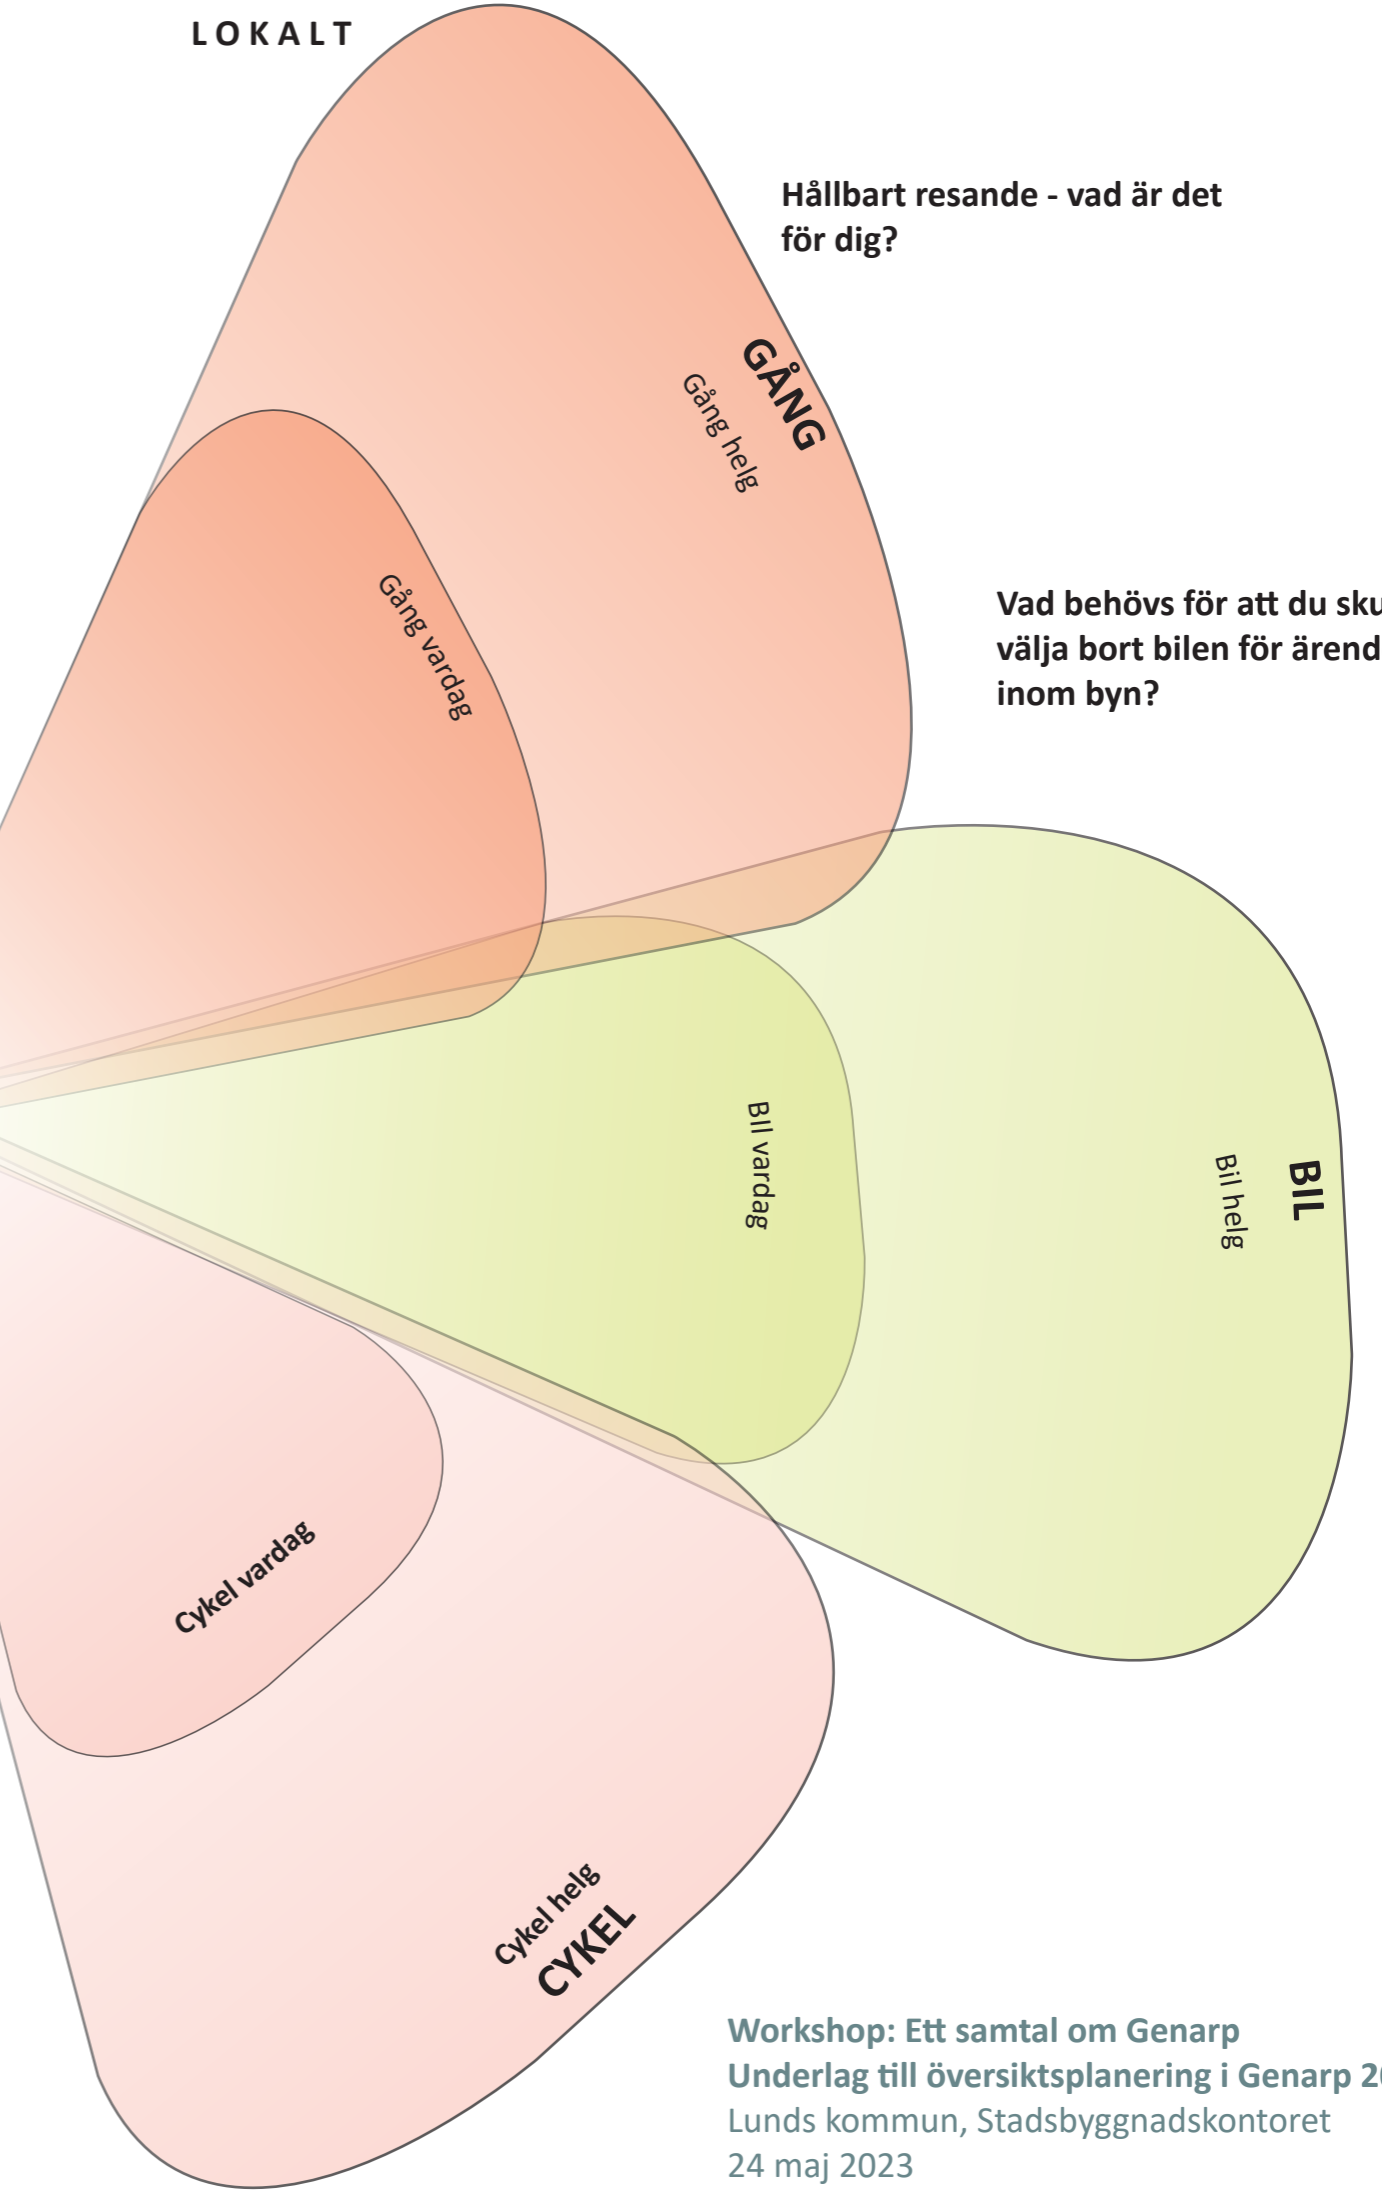 LOKALT
Hållbart resande - vad är det
för dig?
GÅNG
Gång helg
Gång vardag
Vad behövs för att du sku
välja bort bilen för ärend
inom byn?
BIl vardag
Bil helg
BIL
Cykel vardag
Cykel helg
CYKEL
Workshop: Ett samtal om Genarp
Underlag till översiktsplanering i Genarp 20
Lunds kommun, Stadsbyggnadskontoret
24 maj 2023